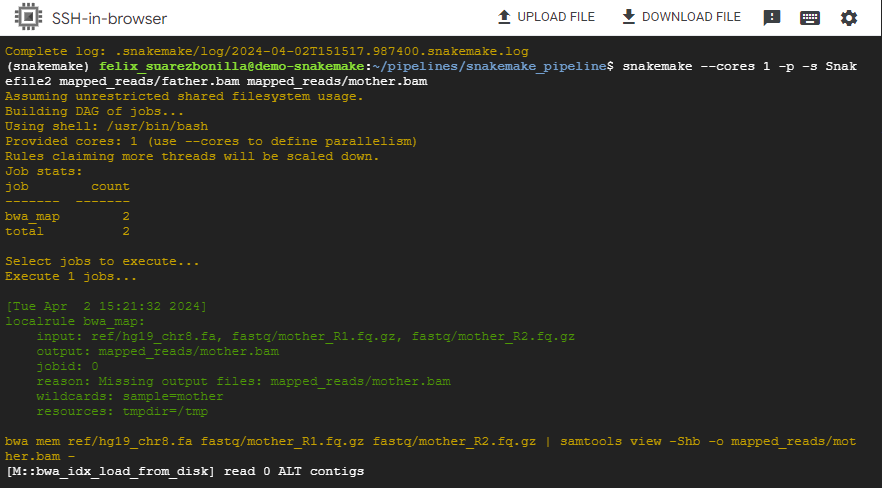 SSH-in-browser
UPLOAD FILE
DOWNLOAD FILE
Complete log: .snakemake/log/2024-04-02T151517.987400.snakemake.log
(snakemake) felix_suarezbonilla@demo-snakemake:~/pipelines/snakemake_pipeline$ snakemake --cores 1 -p -s Snak
efile2 mapped_reads/father.bam mapped_reads/mother.bam
Assuming unrestricted shared filesystem usage.
Building DAG of jobs...
Using shell: /usr/bin/bash
Provided cores: 1 (use --cores to define parallelism)
Rules claiming more threads will be scaled down.
Job stats:
job        count
-------  -------
bwa_map        2
total          2
Select jobs to execute...
Execute 1 jobs...
[Tue Apr  2 15:21:32 2024]
localrule bwa_map:
    input: ref/hg19_chr8.fa, fastq/mother_R1.fq.gz, fastq/mother_R2.fq.gz
    output: mapped_reads/mother.bam
    jobid: 0
    reason: Missing output files: mapped_reads/mother.bam
    wildcards: sample=mother
    resources: tmpdir=/tmp
bwa mem ref/hg19_chr8.fa fastq/mother_R1.fq.gz fastq/mother_R2.fq.gz | samtools view -Shb -o mapped_reads/mot
her.bam -
[M::bwa_idx_load_from_disk] read 0 ALT contigs